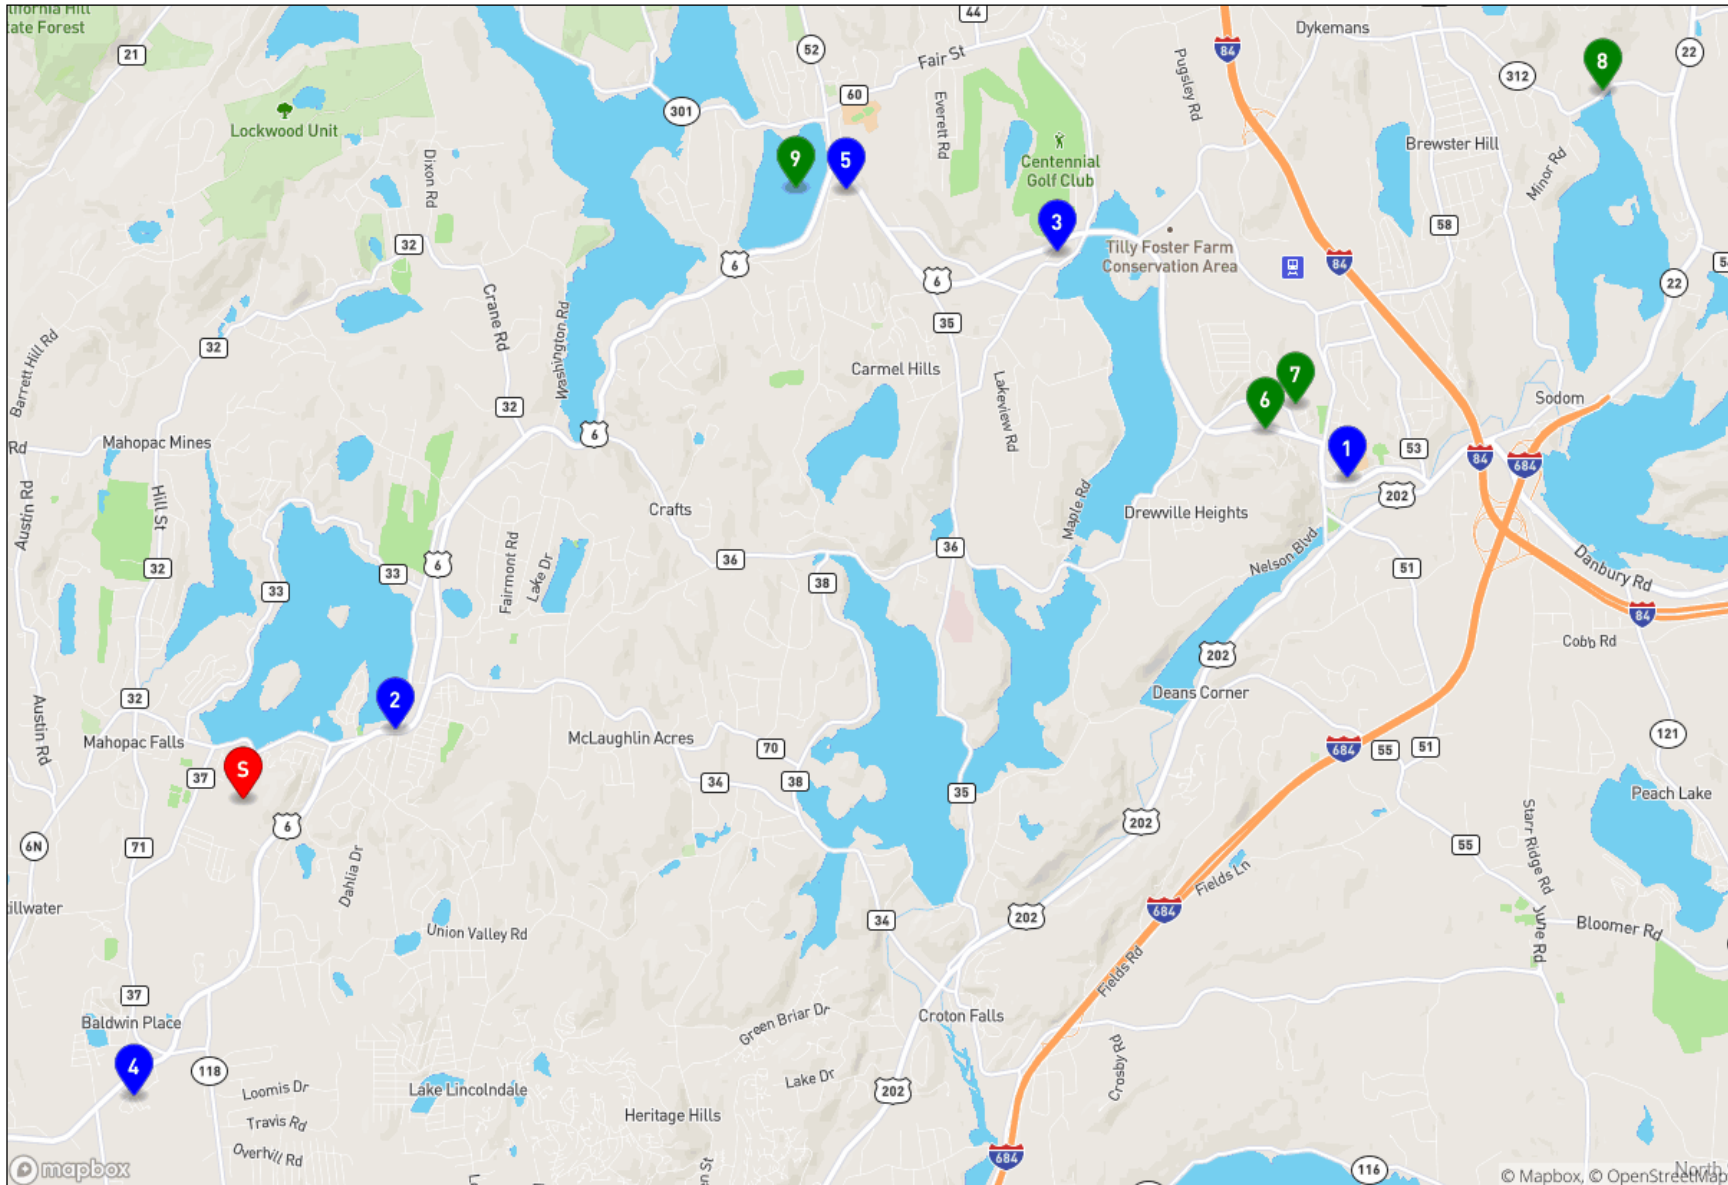 ate Forest
44
21
52
Fair St
Dykemans
84
22
8
312
60
301
Lockwood Unit
Everett Rd
Pugsley Rd
Brewster Hill
Minor Rd
Dixon Rd
9
5
Centennial
Golf Club
3
58
32
Tilly Foster Farm
Conservation Area
84
22
6
6
Crane Rd
Washington Rd
35
32
Barrett Hill Rd
Carmel Hills
Lakeview Rd
7
6
Sodom
32
6
Rd
Mahopac Mines
1
53
84
684
202
Hill St
Austin Rd
Crafts
Maple Rd
Drewville Heights
Nelson Blvd
36
36
Fairmont Rd
Lake Dr
6
32
33
33
38
51
Danbury Rd
84
Cobb Rd
202
Deans Corner
32
2
Austin Rd
Mahopac Falls
McLaughlin Acres
70
684
55
51
121
S
37
34
38
35
Peach Lake
6
202
Starr Ridge Rd
6N
71
55
Dahlia Dr
Fields Ln
684
illwater
34
202
June Rd
Bloomer Rd
Union Valley Rd
Fields Rd
37
Baldwin Place
Green Briar Dr
Croton Falls
4
118
Crosby Rd
Loomis Dr
Lake Lincolndale
Lake Dr
202
Travis Rd
Heritage Hills
Overhill Rd
684
116
mapbox
North
© Mapbox, © OpenStreetMap